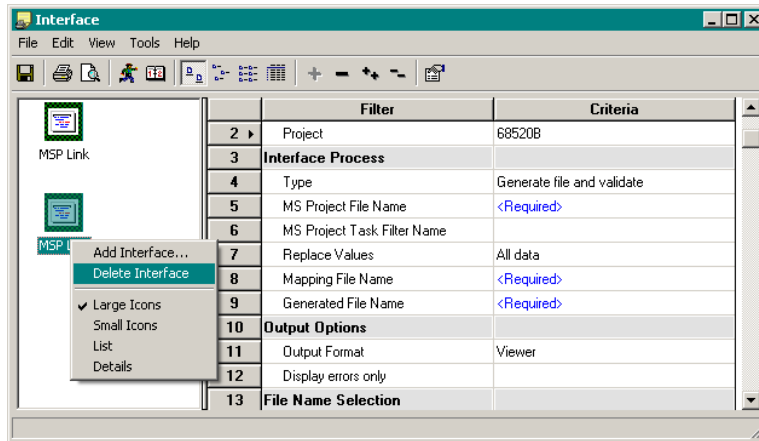 Interface
File Edit View Tools Help
Filter Criteria
2 Project 68520B
3 Interface Process
4 Type Generate file and validate
5 MS Project File Name <Required>
6 MS Project Task Filter Name
7 Replace Values All data
8 Mapping File Name <Required>
9 Generated File Name <Required>
10 Output Options
11 Output Format Viewer
12 Display errors only
13 File Name Selection
MSP Link
MSP L
Add Interface...
Delete Interface
Large Icons
Small Icons
List
Details